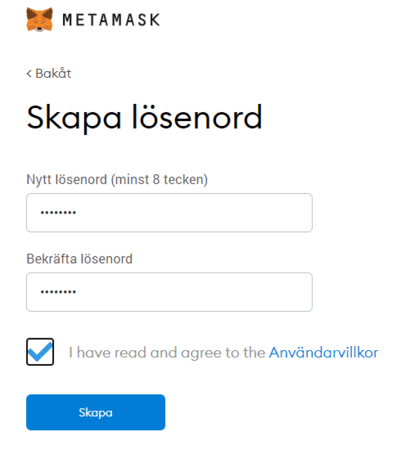 METAMASK
< Bakåt
Skapa lösenord
Nytt lösenord (minst 8 tecken)
••••••••
Bekräfta lösenord
••••••••
I have read and agree to the Användarvillkor
Skapa